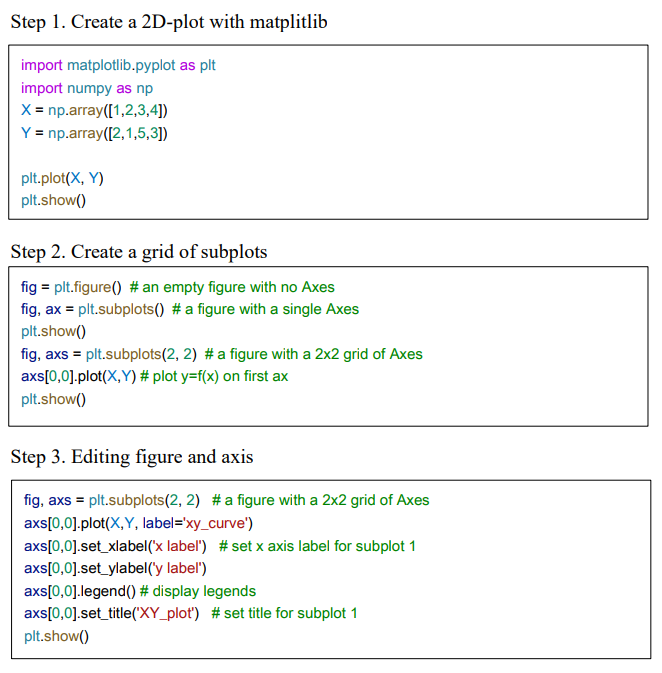 Step 1. Create a 2D-plot with matplitlib
import matplotlib.pyplot as plt
import numpy as np
X = np.array([1,2,3,4])
Y = np.array([2,1,5,3])
plt.plot(X, Y)
plt.show()
Step 2. Create a grid of subplots
fig = plt.figure()  # an empty figure with no Axes
fig, ax = plt.subplots()  # a figure with a single Axes
plt.show()
fig, axs = plt.subplots(2, 2)  # a figure with a 2x2 grid of Axes
axs[0,0].plot(X,Y) # plot y=f(x) on first ax
plt.show()
Step 3. Editing figure and axis
fig, axs = plt.subplots(2, 2)   # a figure with a 2x2 grid of Axes
axs[0,0].plot(X,Y, label='xy_curve')
axs[0,0].set_xlabel('x label')   # set x axis label for subplot 1
axs[0,0].set_ylabel('y label')
axs[0,0].legend() # display legends
axs[0,0].set_title('XY_plot')   # set title for subplot 1
plt.show()